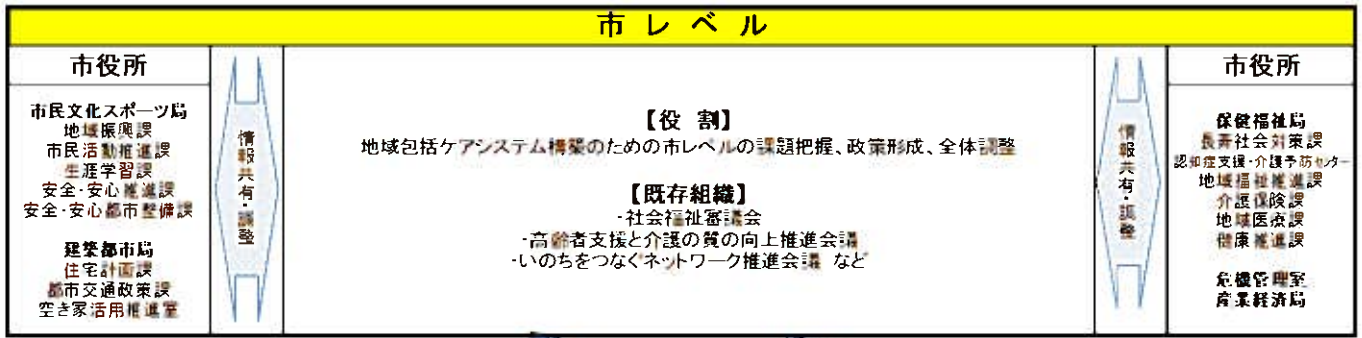 市レベル
市役所
市民文化スポーツ局
地域振興課
市民活動推進課
生涯学習課
安全・安心推進課
安全・安心都市整備課
建築都市局
住宅計画課
都市交通政策課
空き家活用推進室
情報共有・調整
【役 割】
地域包括ケアシステム構築のための市レベルの課題把握、政策形成、全体調整
【既存組織】
・社会福祉審議会
・高齢者支援と介護の質の向上推進会議
・いのちをつなぐネットワーク推進会議 など
情報共有・調整
市役所
保健福祉局
長寿社会対策課
認知症支援・介護予防センター
地域福祉推進課
介護保険課
地域医療課
健康推進課
危機管理室
産業経済局